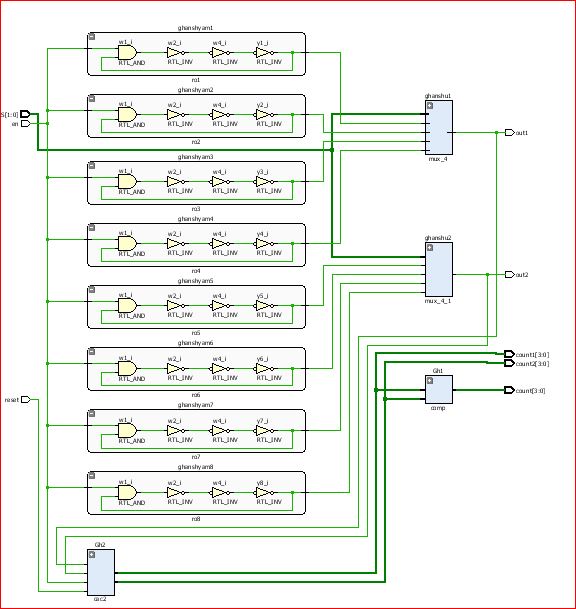 ghanshyam1
w1_i w2_i w4_i y1_i
RTL_AND RTL_INV RTL_INV RTL_INV
ro1
ghanshyam2
w1_i w2_i w4_i y2_i
RTL_AND RTL_INV RTL_INV RTL_INV
ro2
ghanshyam3
w1_i w2_i w4_i y3_i
RTL_AND RTL_INV RTL_INV RTL_INV
ro3
ghanshyam4
w1_i w2_i w4_i y4_i
RTL_AND RTL_INV RTL_INV RTL_INV
ro4
ghanshyam5
w1_i w2_i w4_i y5_i
RTL_AND RTL_INV RTL_INV RTL_INV
ro5
ghanshyam6
w1_i w2_i w4_i y6_i
RTL_AND RTL_INV RTL_INV RTL_INV
ro6
ghanshyam7
w1_i w2_i w4_i y7_i
RTL_AND RTL_INV RTL_INV RTL_INV
ro7
ghanshyam8
w1_i w2_i w4_i y8_i
RTL_AND RTL_INV RTL_INV RTL_INV
ro8
S[1:0]
en
reset
ghanshu1
mux_4
out1
ghanshu2
mux_4_1
out2
count1[3:0]
count2[3:0]
Gh1
comp
count[3:0]
Gh2